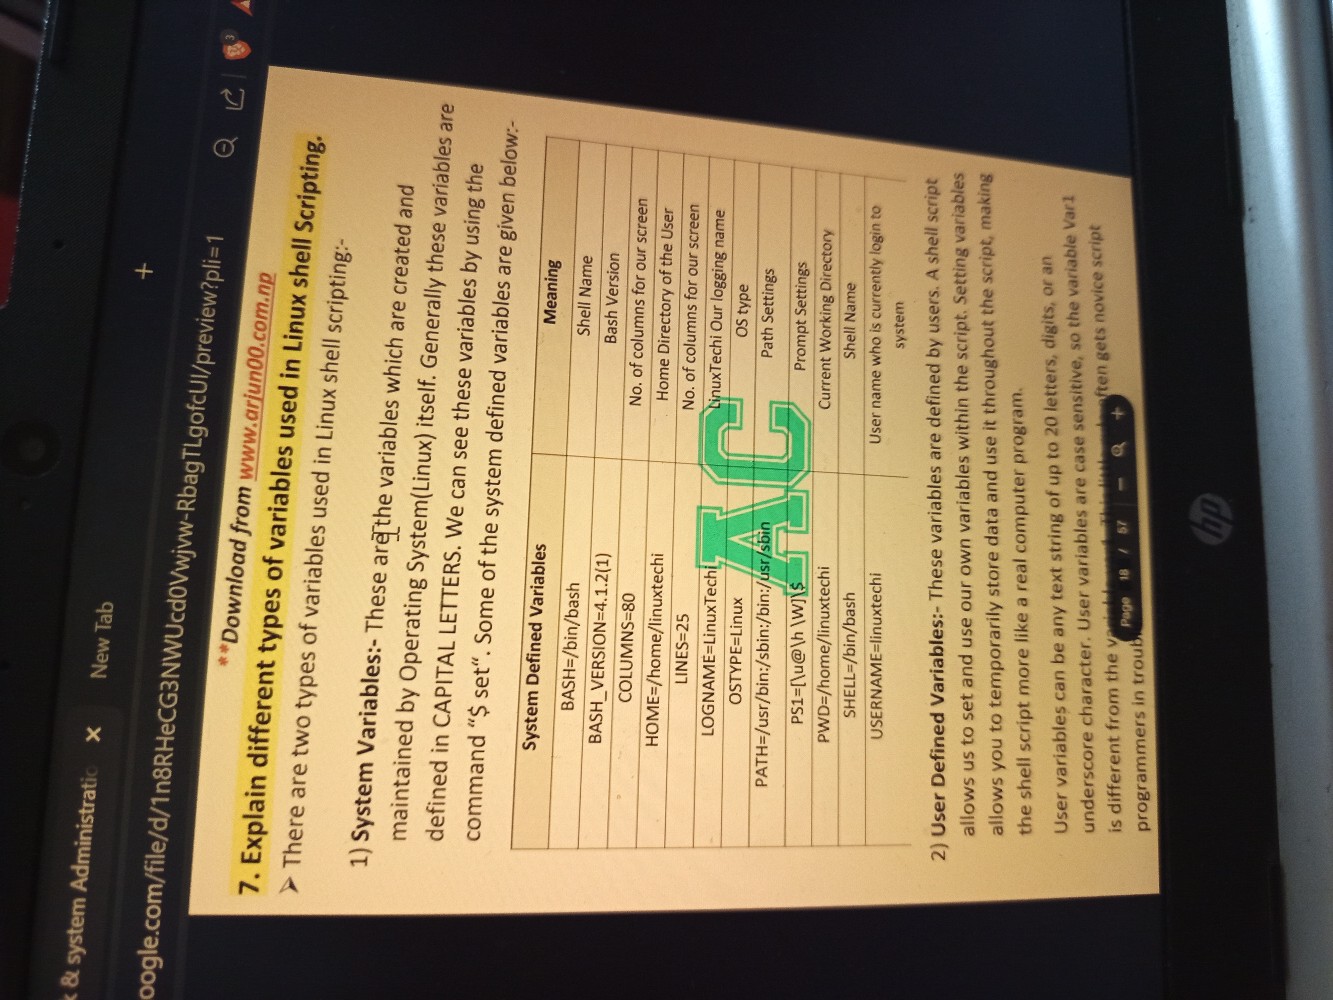 & system Administratio × New Tab +
oogle.com/file/d/1n8RHeCG3NWUcd0Vwjvw-RbagTLgofcUI/preview?pli=1
3
**Download from www.arjun00.com.np
7. Explain different types of variables used in Linux shell Scripting.
➤ There are two types of variables used in Linux shell scripting:-
1) System Variables:- These are the variables which are created and
maintained by Operating System(Linux) itself. Generally these variables are
defined in CAPITAL LETTERS. We can see these variables by using the
command “$ set“. Some of the system defined variables are given below:-
System Defined Variables Meaning
BASH=/bin/bash Shell Name
BASH_VERSION=4.1.2(1) Bash Version
COLUMNS=80 No. of columns for our screen
HOME=/home/linuxtechi Home Directory of the User
LINES=25 No. of columns for our screen
LOGNAME=LinuxTechi LinuxTechi Our logging name
OSTYPE=Linux OS type
PATH=/usr/bin:/sbin:/bin:/usr/sbin Path Settings
PS1=[\u@\h \W]\$ Prompt Settings
PWD=/home/linuxtechi Current Working Directory
SHELL=/bin/bash Shell Name
USERNAME=linuxtechi User name who is currently login to
system
AC
2) User Defined Variables:- These variables are defined by users. A shell script
allows us to set and use our own variables within the script. Setting variables
allows you to temporarily store data and use it throughout the script, making
the shell script more like a real computer program.
User variables can be any text string of up to 20 letters, digits, or an
underscore character. User variables are case sensitive, so the variable Var1
is different from the often gets novice script
programmers in
Page 18 / 57 − +
hp